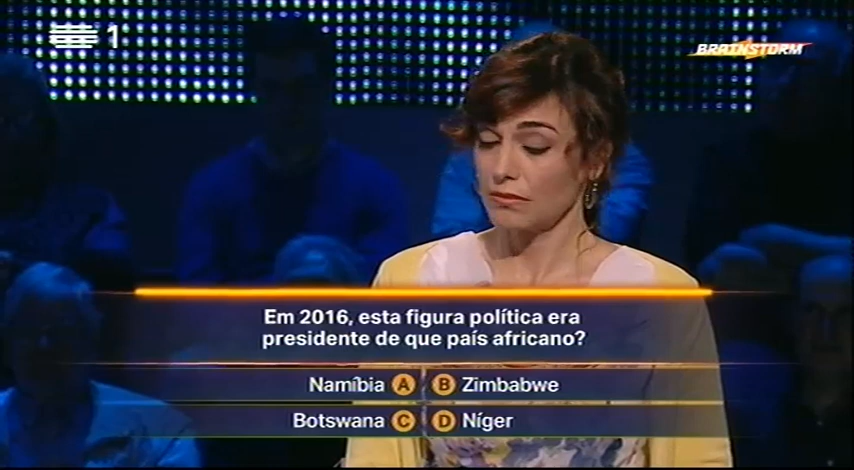 1
BRAINSTORM
Em 2016, esta figura política era
presidente de que país africano?
Namíbia A B Zimbabwe
Botswana C D Níger